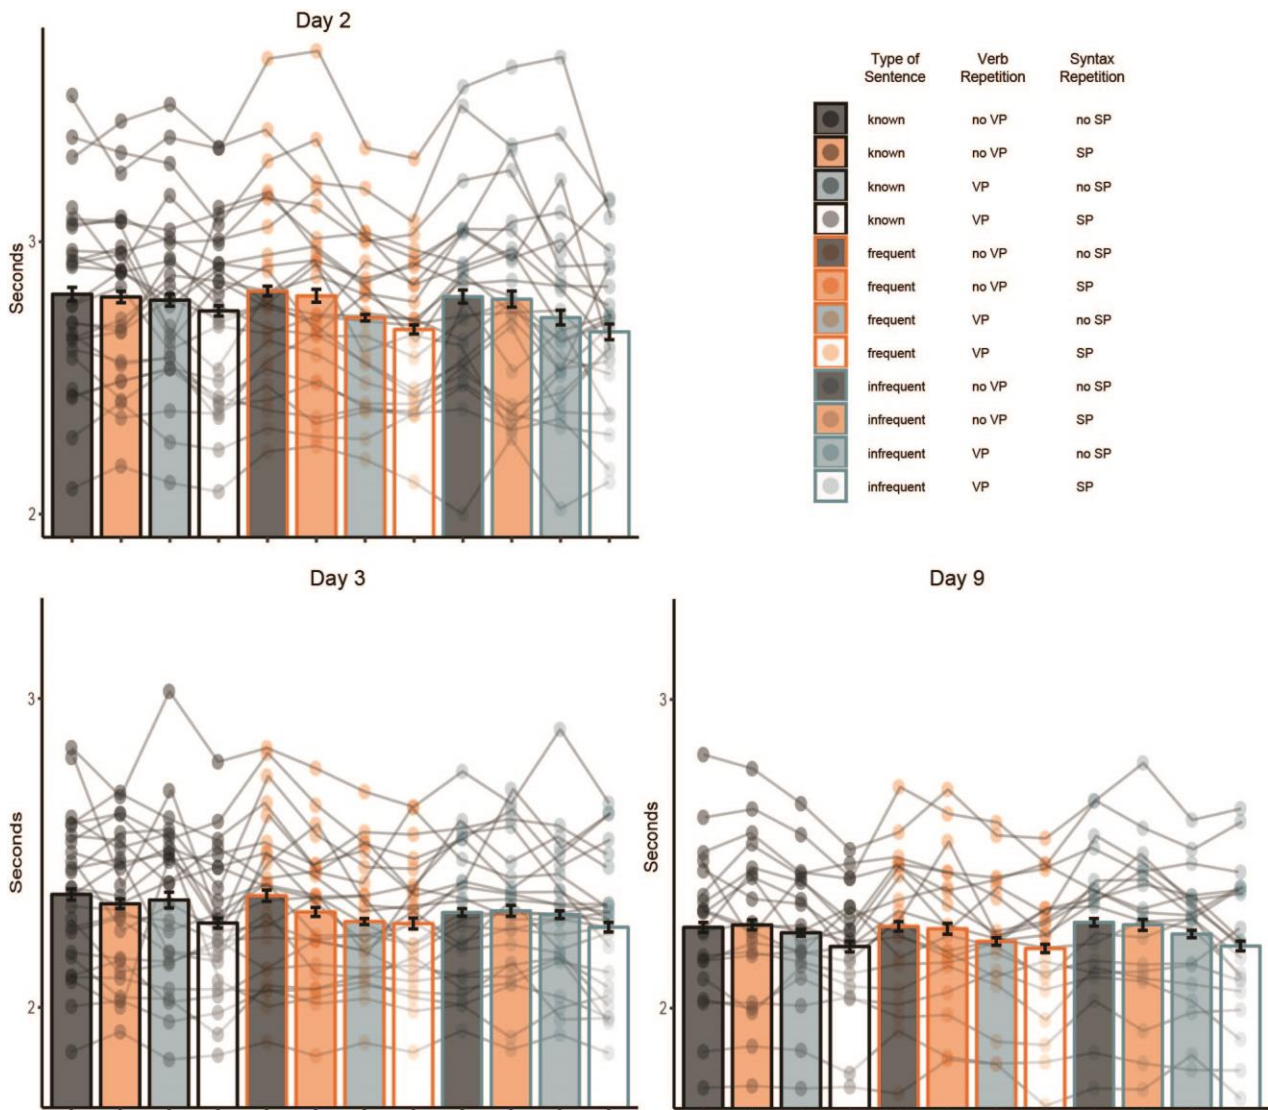 Day 2
Seconds
3
2
Type of Sentence Verb Repetition Syntax Repetition
known no VP no SP
known no VP SP
known VP no SP
known VP SP
frequent no VP no SP
frequent no VP SP
frequent VP no SP
frequent VP SP
infrequent no VP no SP
infrequent no VP SP
infrequent VP no SP
infrequent VP SP
Day 3
Seconds
3
2
Day 9
Seconds
3
2